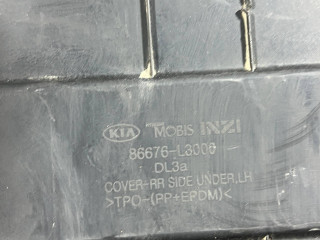 KIA MOBIS INZI
86676-L3000
DL3a
COVER-RR SIDE UNDER,LH
>TPO-(PP+EPDM)<